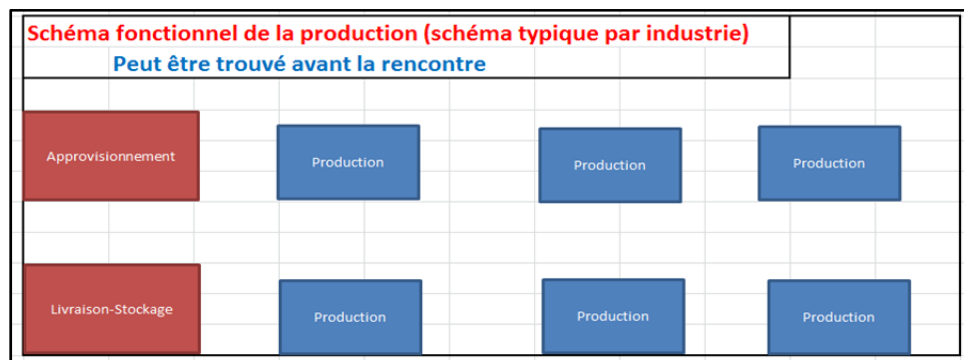 Schéma fonctionnel de la production (schéma typique par industrie)
Peut être trouvé avant la rencontre
Approvisionnement
Production
Production
Production
Livraison-Stockage
Production
Production
Production